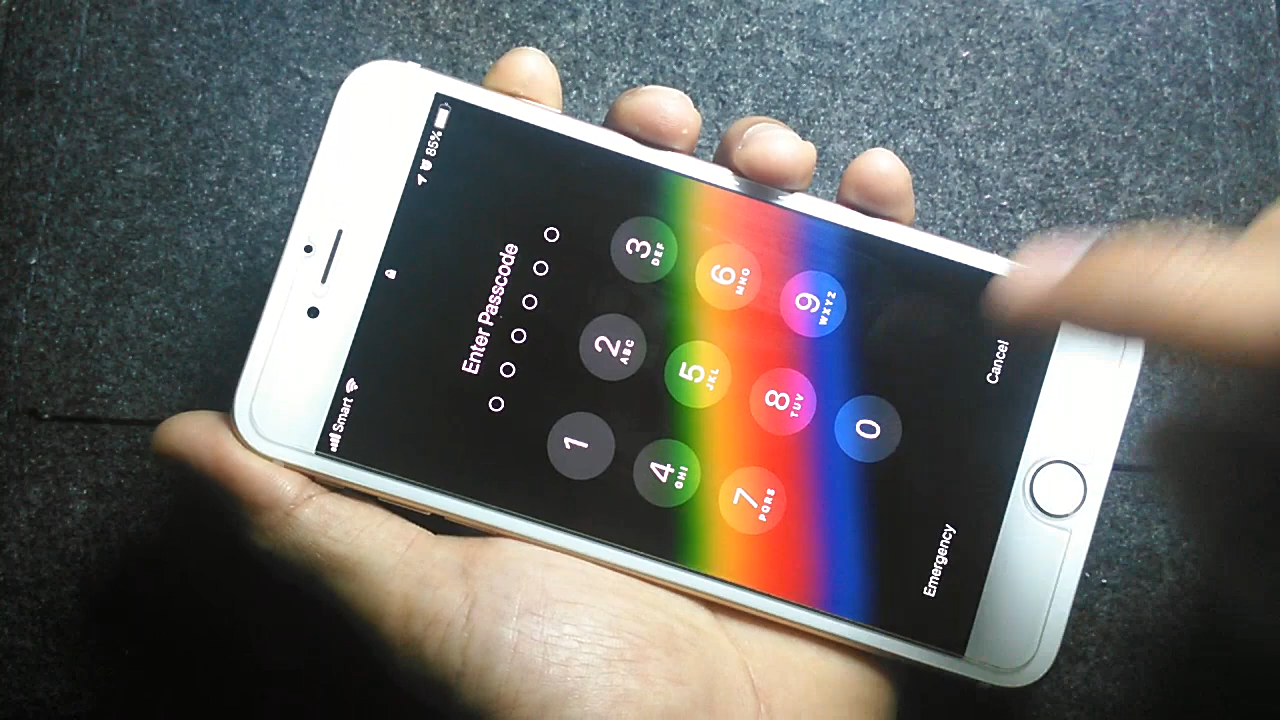 Smart 85%
Enter Passcode
1 2 ABC 3 DEF
4 GHI 5 JKL 6 MNO
7 PQRS 8 TUV 9 WXYZ
0
Emergency Cancel